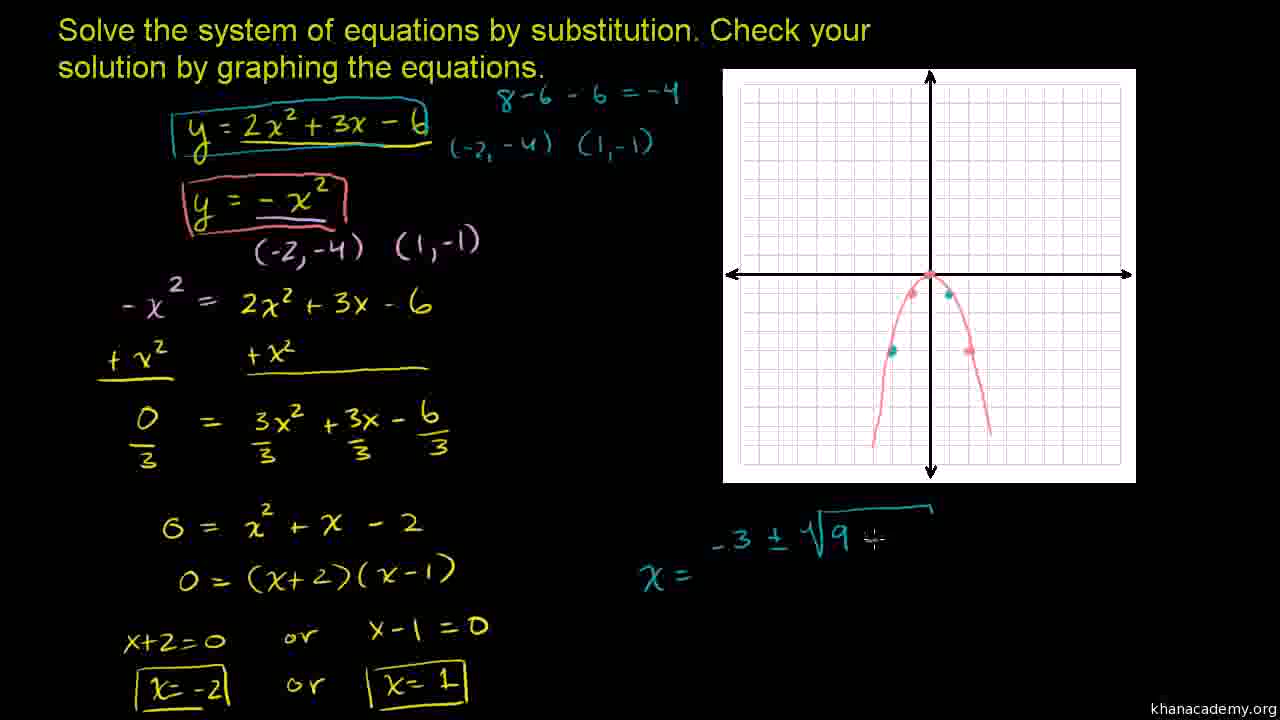 Solve the system of equations by substitution. Check your
solution by graphing the equations.
8 - 6 - 6 = -4
y = 2x² + 3x - 6
(-2, -4) (1, -1)
y = -x²
(-2, -4) (1, -1)
-x² = 2x² + 3x - 6
+ x² + x²
0/3 = 3x²/3 + 3x/3 - 6/3
0 = x² + x - 2
0 = (x+2)(x-1)
x+2=0 or x-1=0
x=-2 or x=1
x = -3 ± √9
khanacademy.org